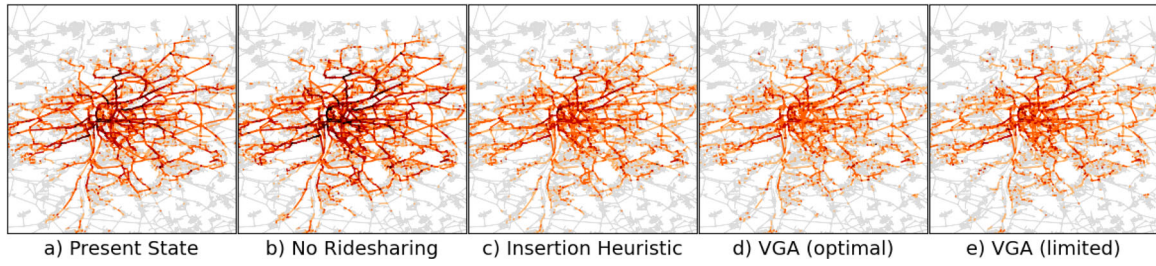 a) Present State
b) No Ridesharing
c) Insertion Heuristic
d) VGA (optimal)
e) VGA (limited)